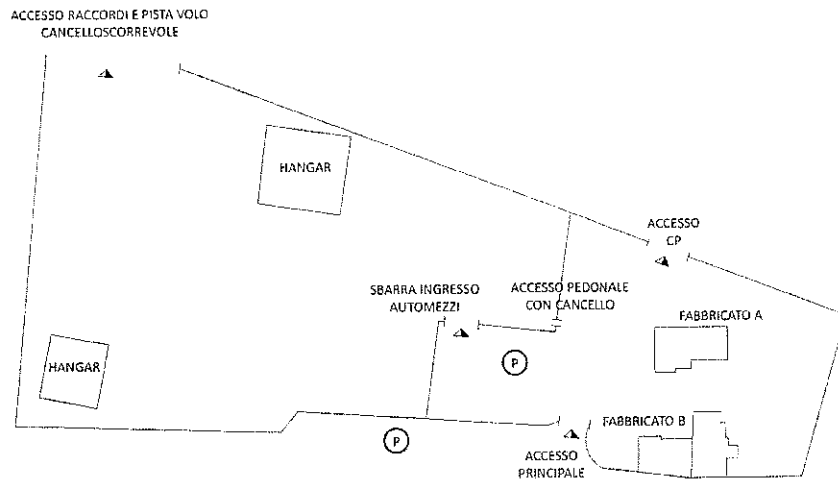 ACCESSO RACCORDI E PISTA VOLO
CANCELLOSCORREVOLE
HANGAR
ACCESSO
CP
SBARRA INGRESSO
AUTOMEZZI
ACCESSO PEDONALE
CON CANCELLO
FABBRICATO A
P
HANGAR
FABBRICATO B
P
ACCESSO
PRINCIPALE